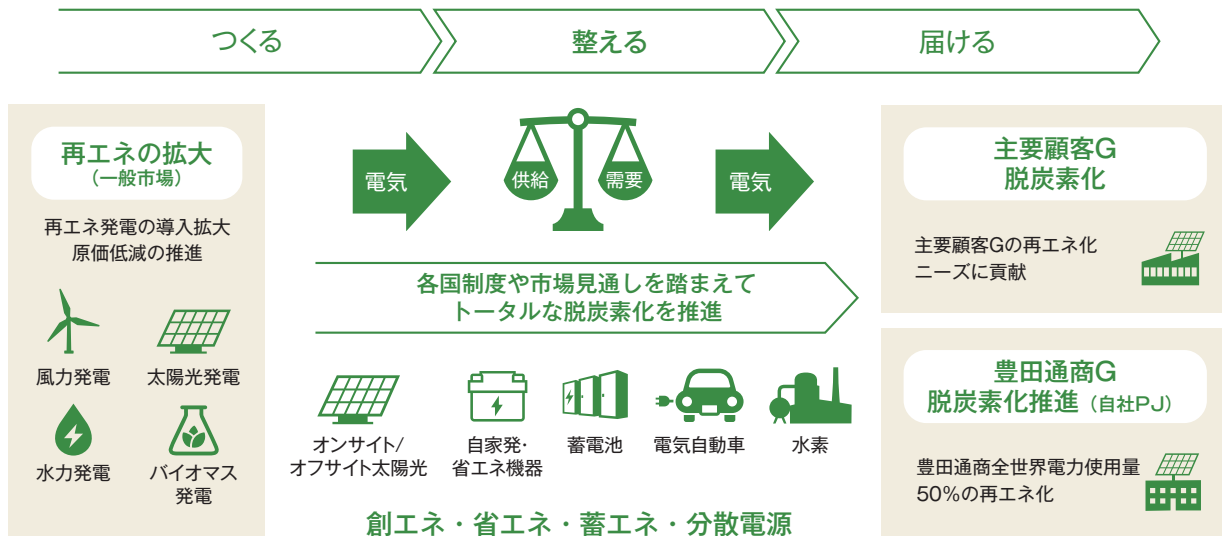 つくる
整える
届ける
再エネの拡大
（一般市場）
再エネ発電の導入拡大
原価低減の推進
風力発電
太陽光発電
水力発電
バイオマス
発電
電気
供給
需要
電気
各国制度や市場見通しを踏まえて
トータルな脱炭素化を推進
オンサイト/
オフサイト太陽光
自家発・
省エネ機器
蓄電池
電気自動車
水素
創エネ・省エネ・蓄エネ・分散電源
主要顧客G
脱炭素化
主要顧客Gの再エネ化
ニーズに貢献
豊田通商G
脱炭素化推進（自社PJ）
豊田通商全世界電力使用量
50%の再エネ化